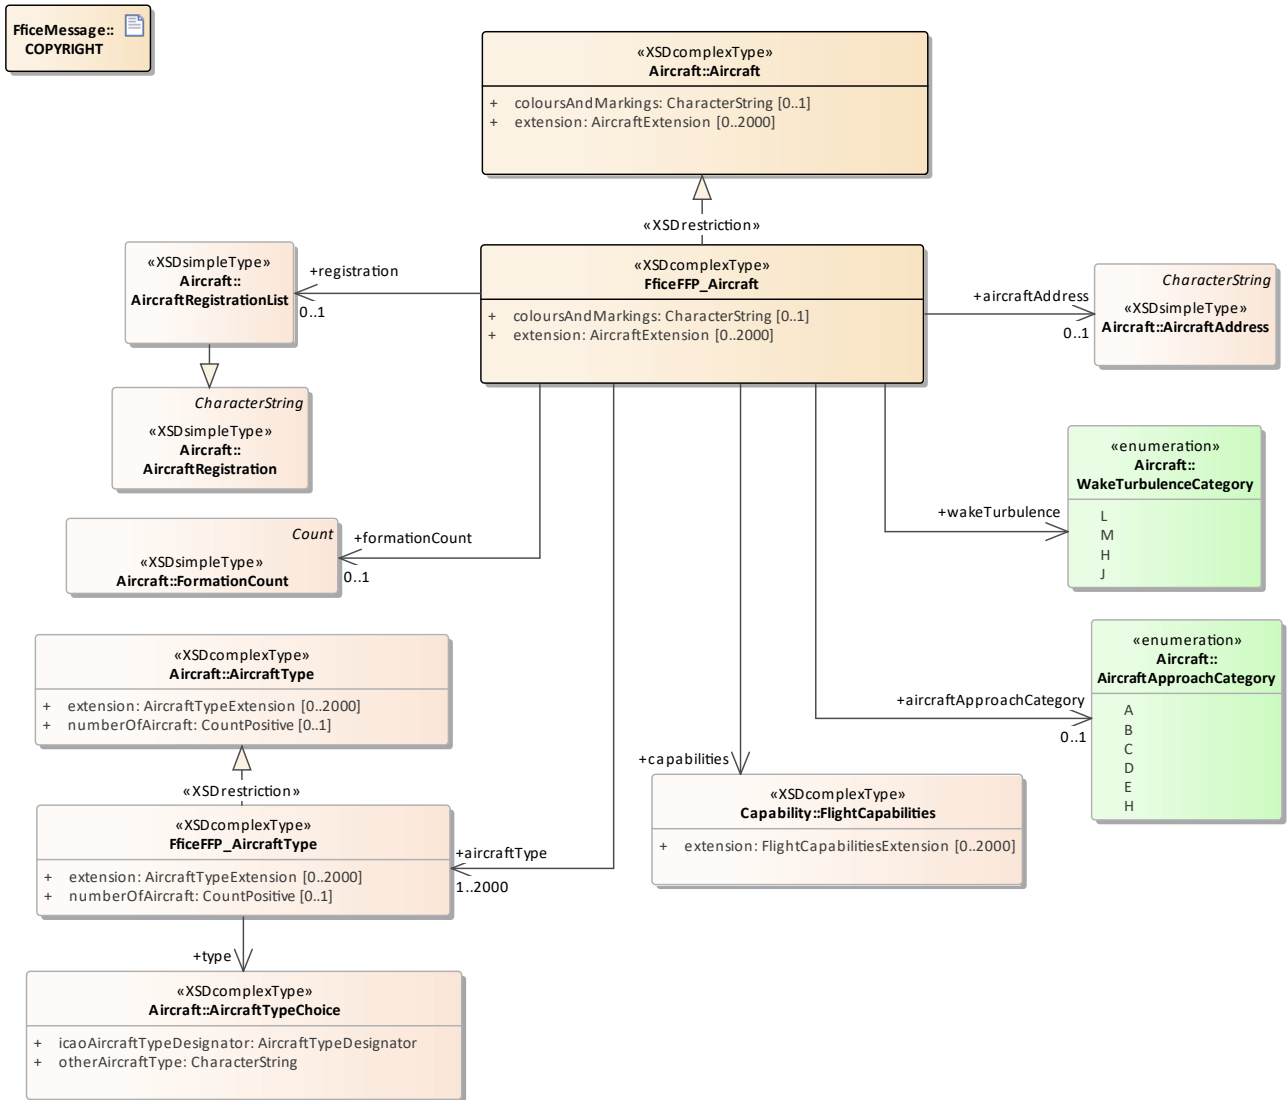 FficeMessage::
COPYRIGHT
«XSDcomplexType»
Aircraft::Aircraft
+ coloursAndMarkings: CharacterString [0..1]
+ extension: AircraftExtension [0..2000]
«XSDrestriction»
«XSDsimpleType»
Aircraft::
AircraftRegistrationList
+registration
0..1
«XSDcomplexType»
FficeFFP_Aircraft
+ coloursAndMarkings: CharacterString [0..1]
+ extension: AircraftExtension [0..2000]
+aircraftAddress
0..1
CharacterString
«XSDsimpleType»
Aircraft::AircraftAddress
CharacterString
«XSDsimpleType»
Aircraft::
AircraftRegistration
«enumeration»
Aircraft::
WakeTurbulenceCategory
L
M
H
J
+wakeTurbulence
Count
«XSDsimpleType»
Aircraft::FormationCount
+formationCount
0..1
«XSDcomplexType»
Aircraft::AircraftType
+ extension: AircraftTypeExtension [0..2000]
+ numberOfAircraft: CountPositive [0..1]
«enumeration»
Aircraft::
AircraftApproachCategory
A
B
C
D
E
H
+aircraftApproachCategory
0..1
+capabilities
«XSDrestriction»
«XSDcomplexType»
Capability::FlightCapabilities
+ extension: FlightCapabilitiesExtension [0..2000]
«XSDcomplexType»
FficeFFP_AircraftType
+ extension: AircraftTypeExtension [0..2000]
+ numberOfAircraft: CountPositive [0..1]
+aircraftType
1..2000
+type
«XSDcomplexType»
Aircraft::AircraftTypeChoice
+ icaoAircraftTypeDesignator: AircraftTypeDesignator
+ otherAircraftType: CharacterString